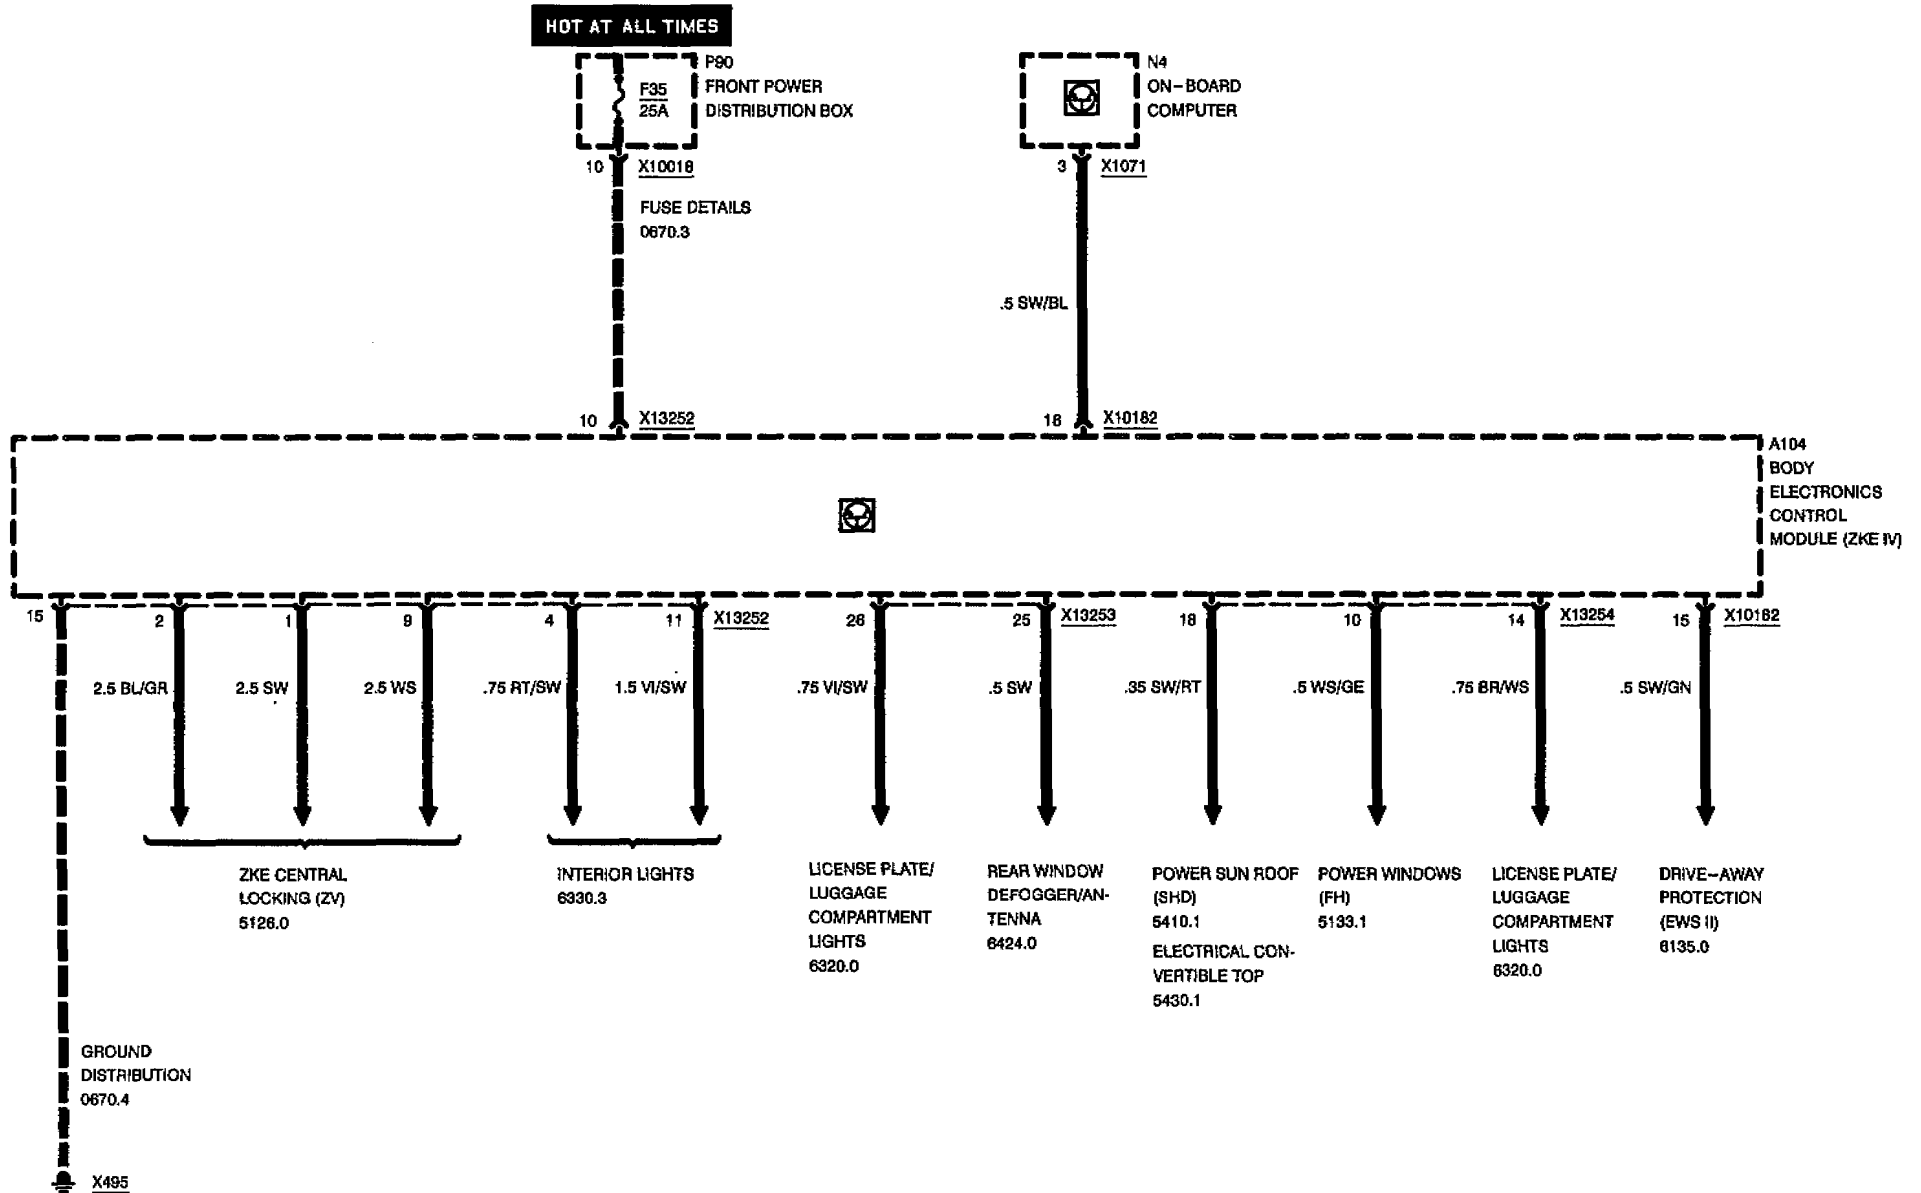 HOT AT ALL TIMES
P90
FRONT POWER
DISTRIBUTION BOX
F35
25A
N4
ON-BOARD
COMPUTER
10
X10018
3
X1071
FUSE DETAILS
0670.3
.5 SW/BL
10
X13252
18
X10182
A104
BODY
ELECTRONICS
CONTROL
MODULE (ZKE IV)
15
2
1
9
4
11
X13252
26
25
X13253
18
10
14
X13254
15
X10182
2.5 BL/GR
2.5 SW
2.5 WS
.75 RT/SW
1.5 VI/SW
.75 VI/SW
.5 SW
.35 SW/RT
.5 WS/GE
.75 BR/WS
.5 SW/GN
ZKE CENTRAL
LOCKING (ZV)
5126.0
INTERIOR LIGHTS
6330.3
LICENSE PLATE/
LUGGAGE
COMPARTMENT
LIGHTS
6320.0
REAR WINDOW
DEFOGGER/AN-
TENNA
6424.0
POWER SUN ROOF
(SHD)
5410.1
ELECTRICAL CON-
VERTIBLE TOP
5430.1
POWER WINDOWS
(FH)
5133.1
LICENSE PLATE/
LUGGAGE
COMPARTMENT
LIGHTS
6320.0
DRIVE-AWAY
PROTECTION
(EWS II)
6135.0
GROUND
DISTRIBUTION
0670.4
X495